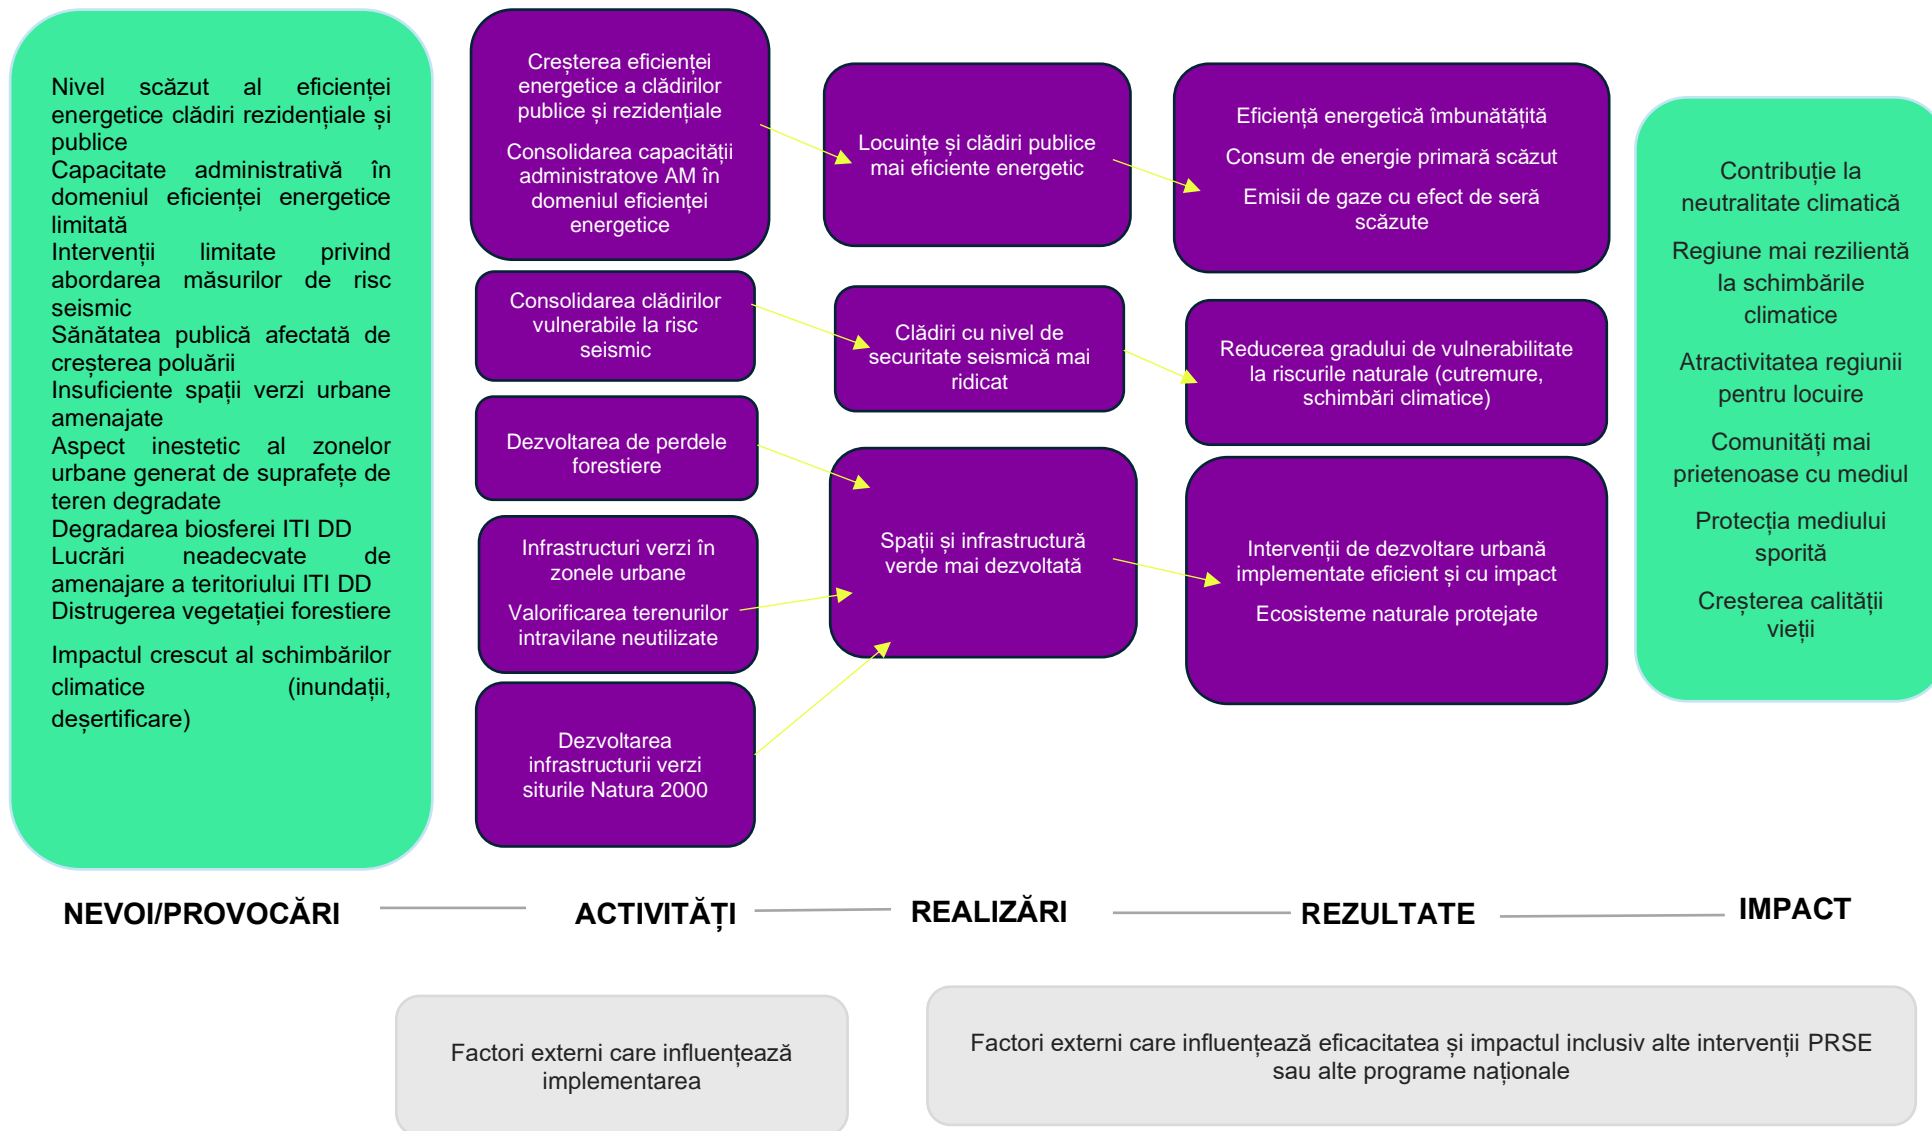 Nivel scăzut al eficienței
energetice clădiri rezidențiale și
publice
Capacitate administrativă în
domeniul eficienței energetice
limitată
Intervenții limitate privind
abordarea măsurilor de risc
seismic
Sănătatea publică afectată de
creșterea poluării
Insuficiente spații verzi urbane
amenajate
Aspect inestetic al zonelor
urbane generat de suprafețe de
teren degradate
Degradarea biosferei ITI DD
Lucrări neadecvate de
amenajare a teritoriului ITI DD
Distrugerea vegetației forestiere
Impactul crescut al schimbărilor
climatice (inundații,
deșertificare)
Creșterea eficienței
energetice a clădirilor
publice și rezidențiale
Consolidarea capacității
administratove AM în
domeniul eficienței
energetice
Consolidarea clădirilor
vulnerabile la risc
seismic
Dezvoltarea de perdele
forestiere
Infrastructuri verzi în
zonele urbane
Valorificarea terenurilor
intravilane neutilizate
Dezvoltarea
infrastructurii verzi
siturile Natura 2000
Locuințe și clădiri publice
mai eficiente energetic
Clădiri cu nivel de
securitate seismică mai
ridicat
Spații și infrastructură
verde mai dezvoltată
Eficiență energetică îmbunătățită
Consum de energie primară scăzut
Emisii de gaze cu efect de seră
scăzute
Reducerea gradului de vulnerabilitate
la riscurile naturale (cutremure,
schimbări climatice)
Intervenții de dezvoltare urbană
implementate eficient și cu impact
Ecosisteme naturale protejate
Contribuție la
neutralitate climatică
Regiune mai rezilientă
la schimbările
climatice
Atractivitatea regiunii
pentru locuire
Comunități mai
prietenoase cu mediul
Protecția mediului
sporită
Creșterea calității
vieții
NEVOI/PROVOCĂRI
ACTIVITĂȚI
REALIZĂRI
REZULTATE
IMPACT
Factori externi care influențează
implementarea
Factori externi care influențează eficacitatea și impactul inclusiv alte intervenții PRSE
sau alte programe naționale